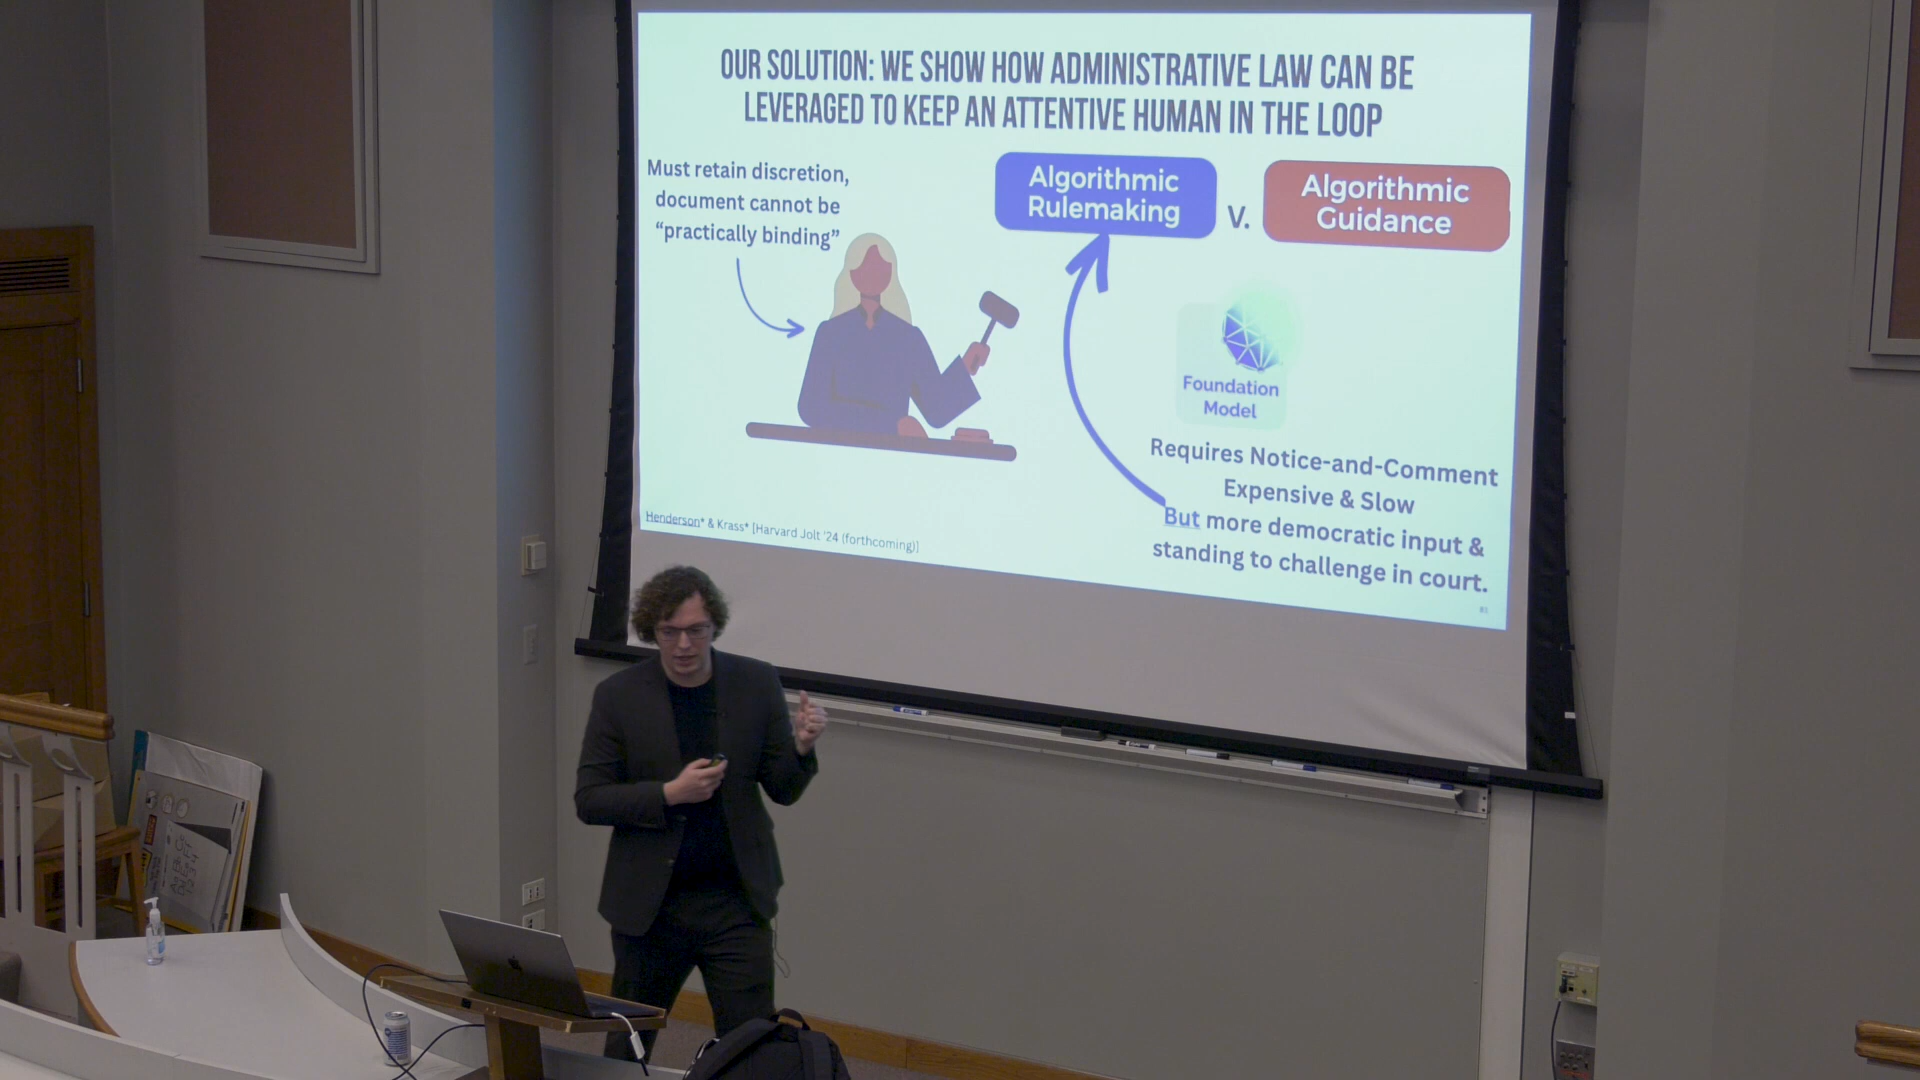 OUR SOLUTION: WE SHOW HOW ADMINISTRATIVE LAW CAN BE
LEVERAGED TO KEEP AN ATTENTIVE HUMAN IN THE LOOP
Must retain discretion,
document cannot be
“practically binding”
Algorithmic
Rulemaking
V.
Algorithmic
Guidance
Foundation
Model
Requires Notice-and-Comment
Expensive & Slow
But more democratic input &
standing to challenge in court.
Henderson* & Krass* [Harvard Jolt '24 (forthcoming)]